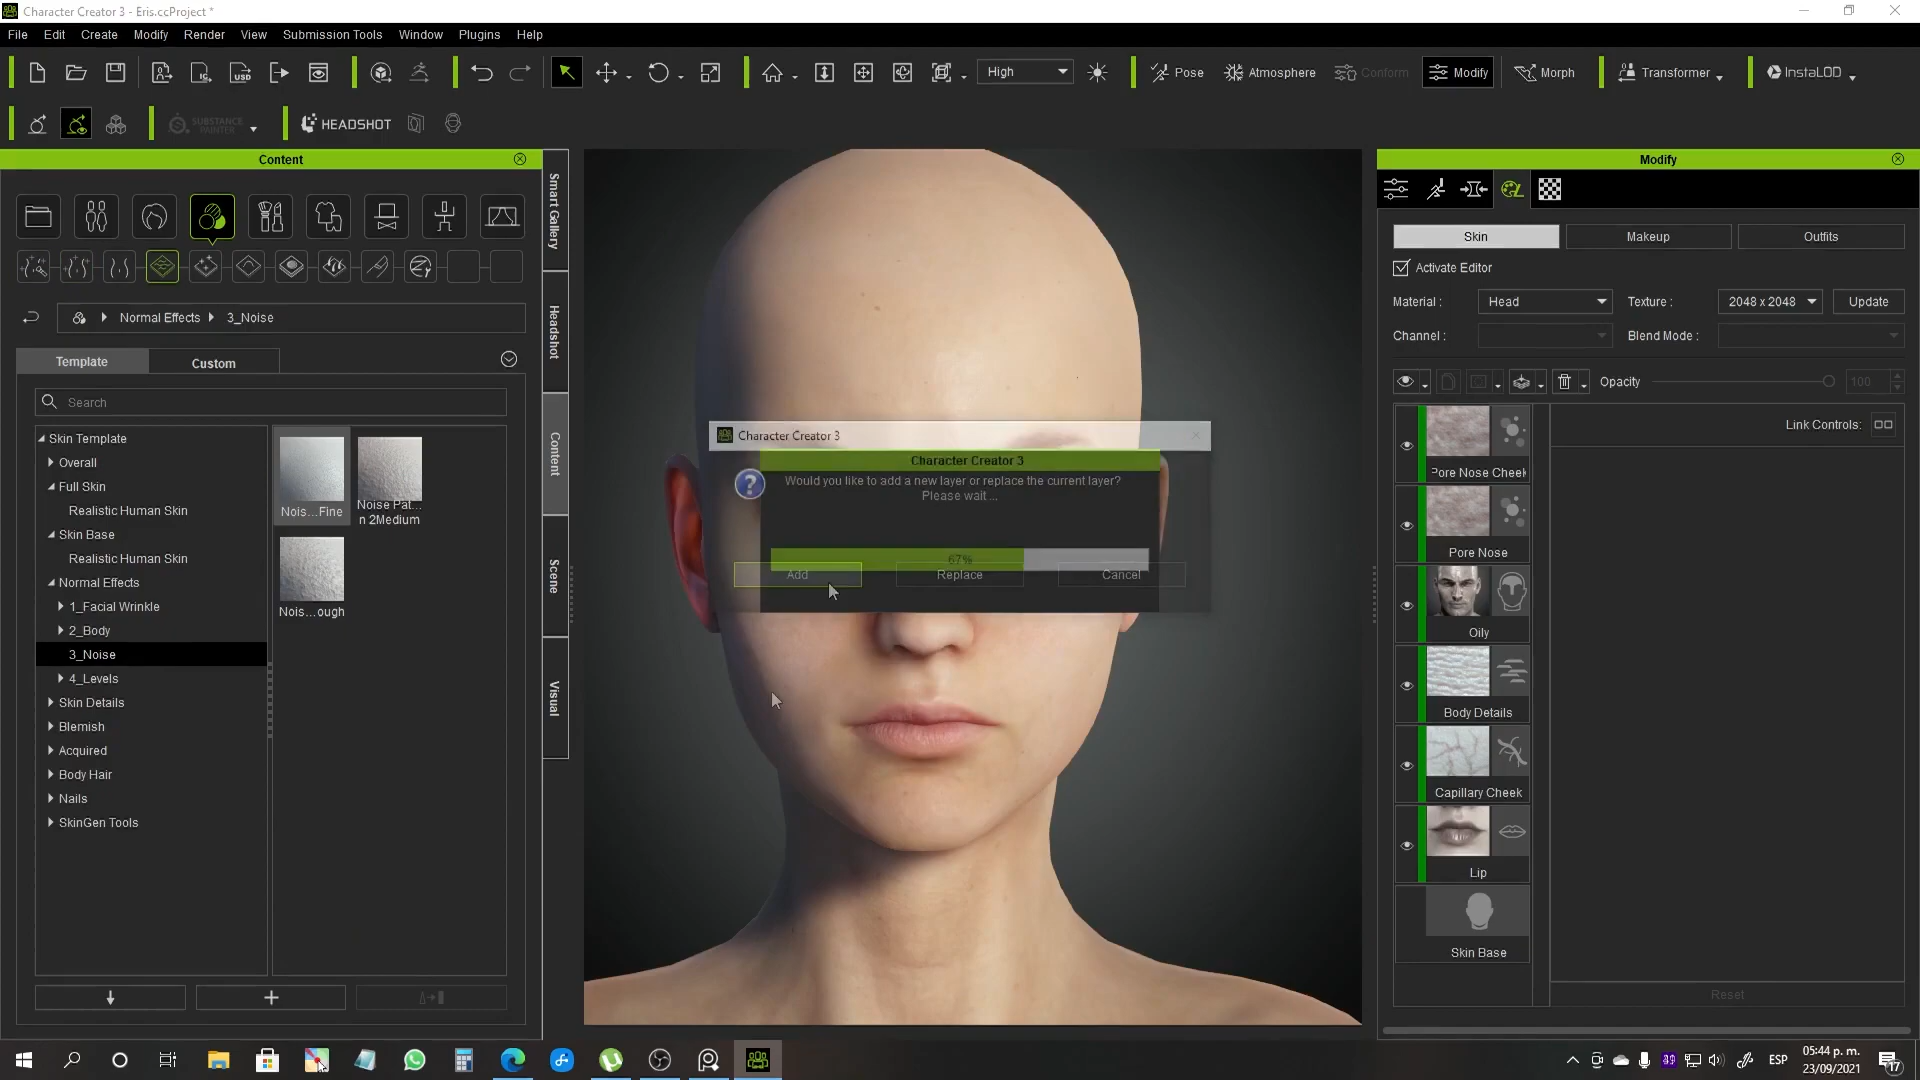 Character Creator 3 - Eris.ccProject *
File Edit Create Modify Render View Submission Tools Window Plugins Help
High
Pose Atmosphere Conform Modify Morph Transformer InstaLOD
SUBSTANCE PAINTER
HEADSHOT
Content
Normal Effects 3_Noise
Template Custom
Search
Skin Template
Overall
Full Skin
Realistic Human Skin
Skin Base
Realistic Human Skin
Normal Effects
1_Facial Wrinkle
2_Body
3_Noise
4_Levels
Skin Details
Blemish
Acquired
Body Hair
Nails
SkinGen Tools
Nois...Fine
Noise Pat...
n 2Medium
Nois...ough
Smart Gallery
Headshot
Content
Scene
Visual
Character Creator 3
Character Creator 3
Would you like to add a new layer or replace the current layer?
Please wait ...
67%
Add Replace Cancel
Modify
Skin Makeup Outfits
Activate Editor
Material : Head Texture : 2048 x 2048 Update
Channel : Blend Mode :
Opacity 100
Link Controls:
Pore Nose Cheek
Pore Nose
Oily
Body Details
Capillary Cheek
Lip
Skin Base
Reset
ESP
05:44 p. m.
23/09/2021
17